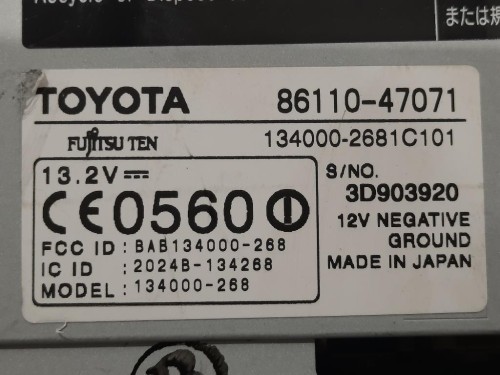 または規
TOYOTA 86110-47071
FUJITSU TEN 134000-2681C101
13.2V⎓ S/NO.
CE0560 3D903920
12V NEGATIVE
FCC ID : BAB134000-268 GROUND
IC ID : 2024B-134268 MADE IN JAPAN
MODEL : 134000-268